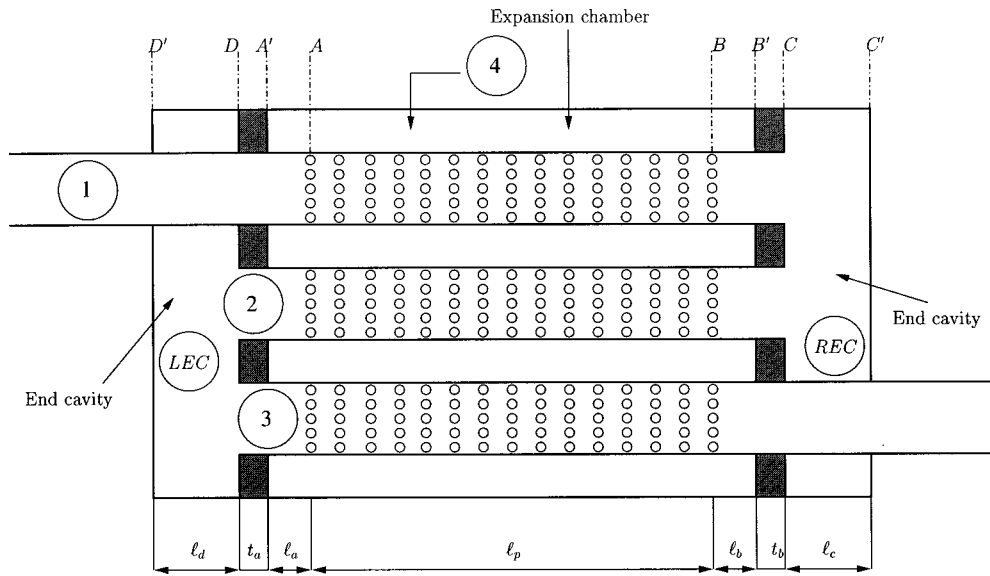 Expansion chamber
D′ D A′ A B B′ C C′
4
1
2
End cavity
LEC
REC
End cavity
3
ℓd ta ℓa ℓp ℓb tb ℓc